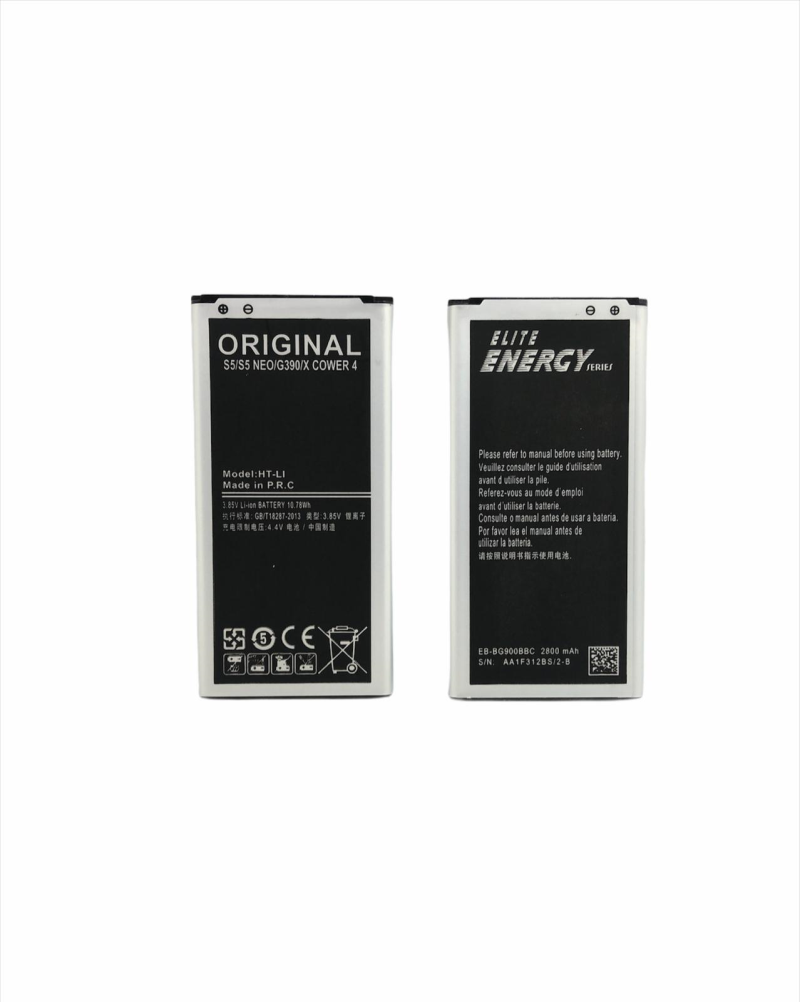 ORIGINAL
S5/S5 NEO/G390/X COWER 4
Model:HT-LI
Made in P.R.C
3.85V Li-ion BATTERY 10.78Wh
执行标准: GB/T18287-2013 类型: 3.85V 锂离子
充电限制电压: 4.4V 电池 / 中国制造
5
CE
ELITE
ENERGY SERIES
Please refer to manual before using battery.
Veuillez consulter le guide d'utilisation
avant d utiliser la pile.
Referez-vous au mode d'emploi
avant d'utiliser la batterie.
Consulte o manual antes de usar a bateria.
Por favor lea el manual antes de
utilizar la batería.
请按照说明书指示使用电池.
EB-BG900BBC 2800 mAh
S/N. AA1F312BS/2-B